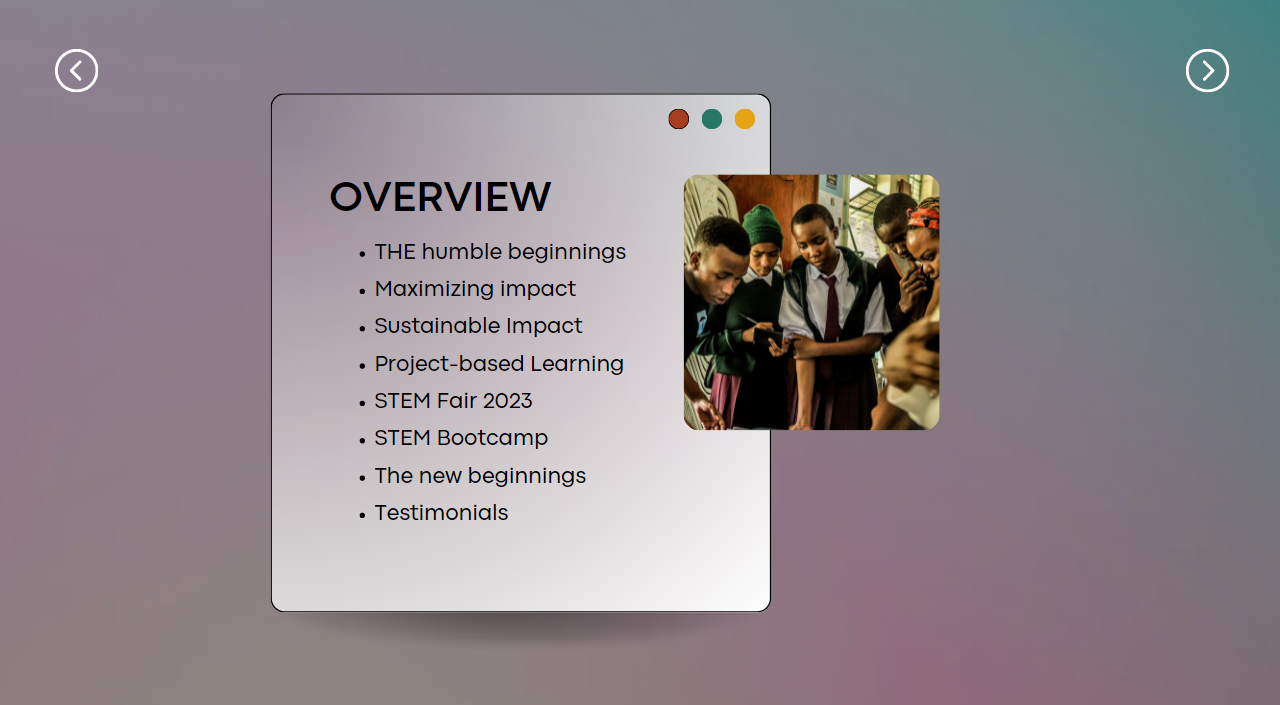 OVERVIEW
THE humble beginnings
Maximizing impact
Sustainable Impact
Project-based Learning
STEM Fair 2023
STEM Bootcamp
The new beginnings
Testimonials